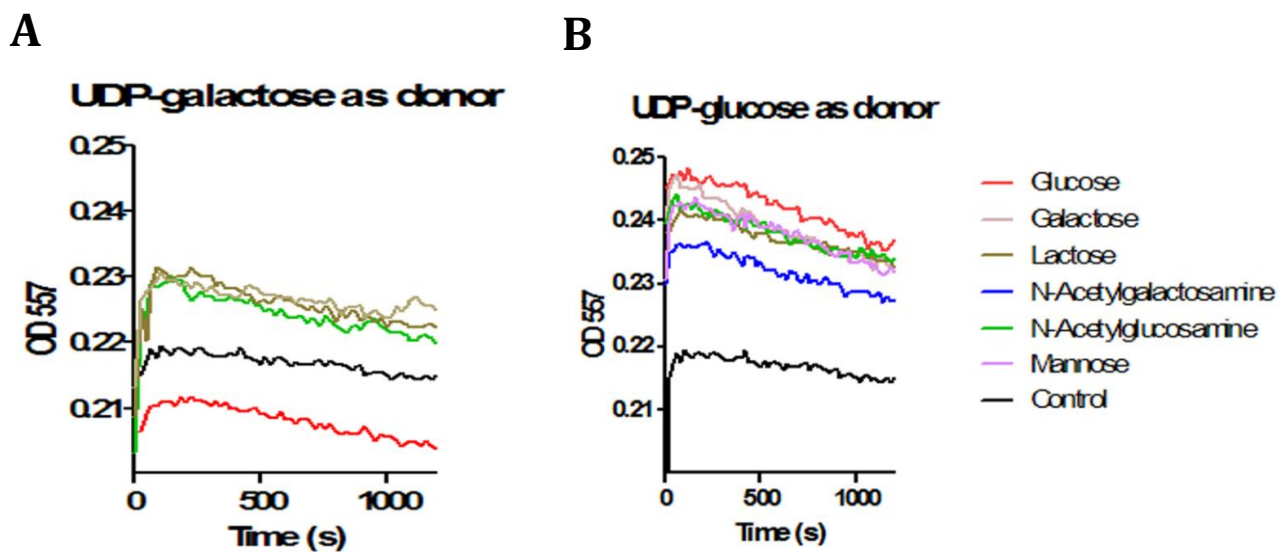 A
B
UDP-galactose as donor
0.25
0.24
0.23
0.22
0.21
OD 557
0
500
1000
Time (s)
UDP-glucose as donor
0.25
0.24
0.23
0.22
0.21
OD 557
0
500
1000
Time (s)
Glucose
Galactose
Lactose
N-Acetylgalactosamine
N-Acetylglucosamine
Mannose
Control